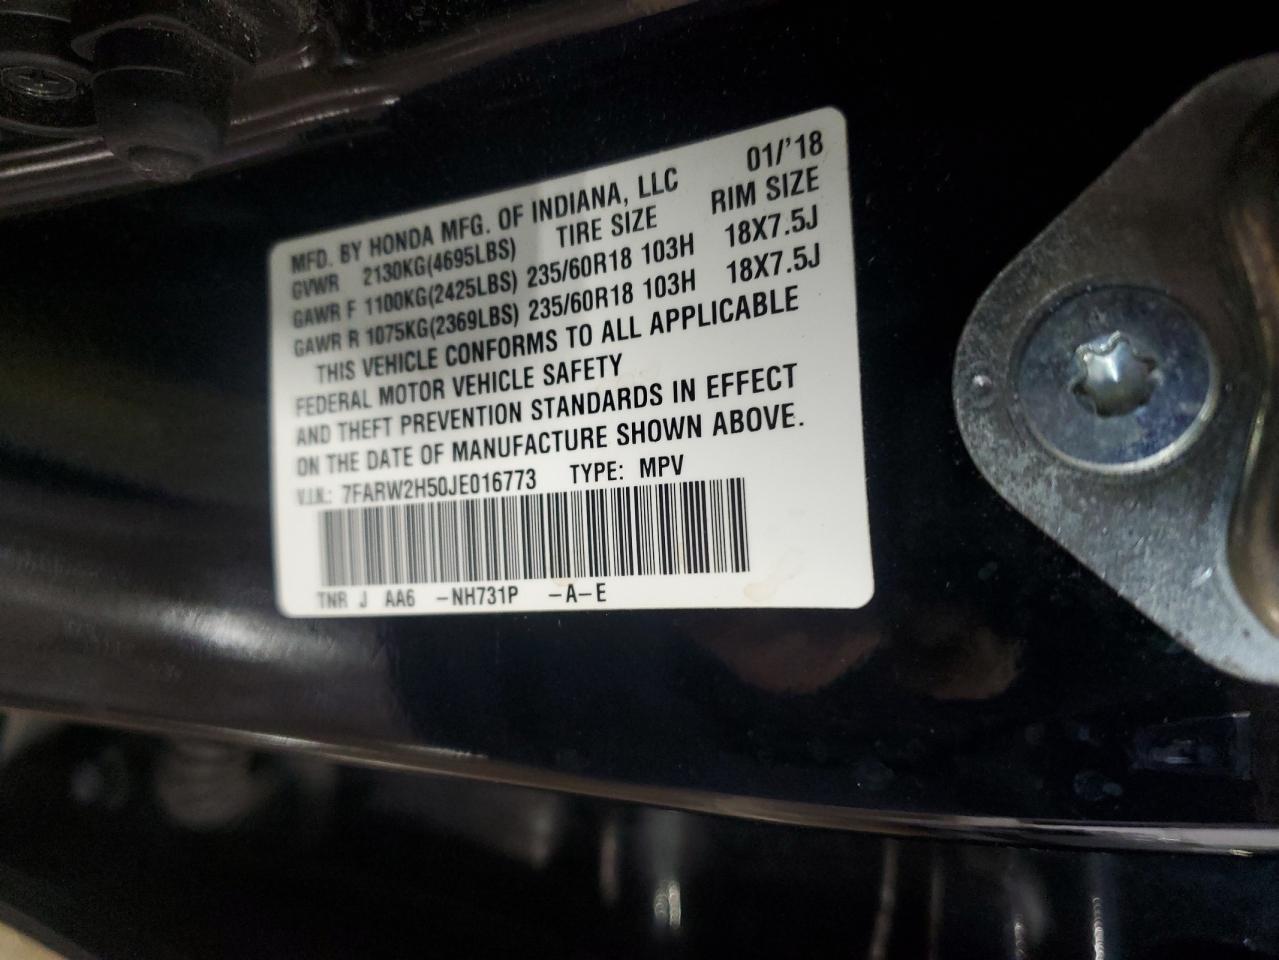 MFD. BY HONDA MFG. OF INDIANA, LLC 01/'18
GVWR 2130KG(4695LBS) TIRE SIZE RIM SIZE
GAWR F 1100KG(2425LBS) 235/60R18 103H 18X7.5J
GAWR R 1075KG(2369LBS) 235/60R18 103H 18X7.5J
THIS VEHICLE CONFORMS TO ALL APPLICABLE
FEDERAL MOTOR VEHICLE SAFETY
AND THEFT PREVENTION STANDARDS IN EFFECT
ON THE DATE OF MANUFACTURE SHOWN ABOVE.
V.I.N.: 7FARW2H50JE016773 TYPE: MPV
TNR J AA6 -NH731P -A-E